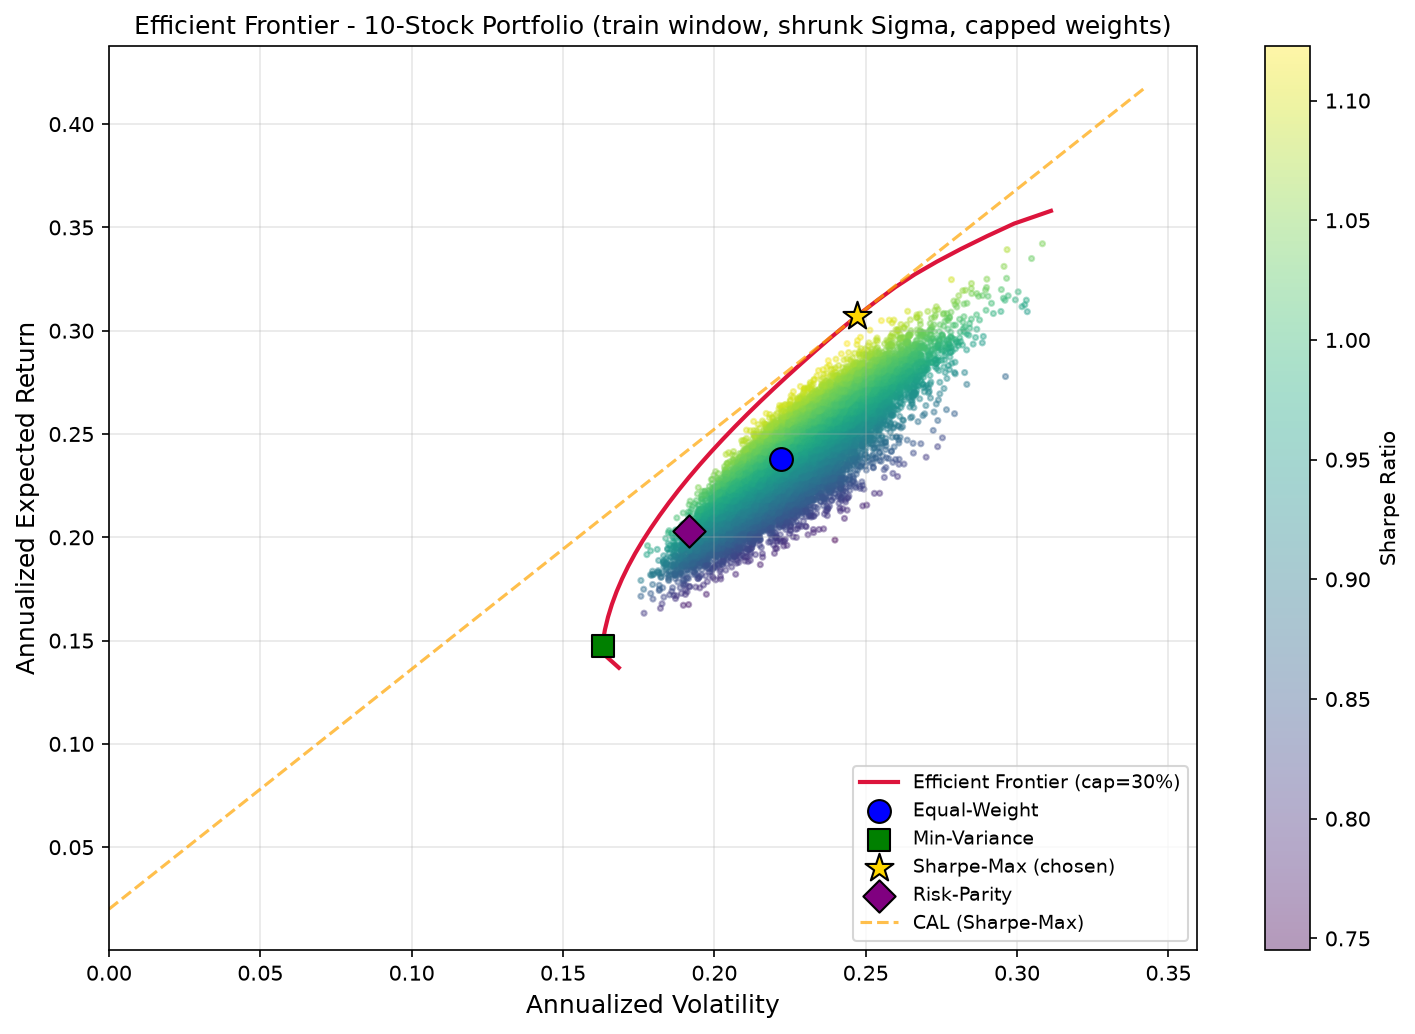 Efficient Frontier - 10-Stock Portfolio (train window, shrunk Sigma, capped weights)
Annualized Expected Return
0.40
0.35
0.30
0.25
0.20
0.15
0.10
0.05
0.00 0.05 0.10 0.15 0.20 0.25 0.30 0.35
Annualized Volatility
Efficient Frontier (cap=30%)
Equal-Weight
Min-Variance
Sharpe-Max (chosen)
Risk-Parity
CAL (Sharpe-Max)
1.10
1.05
1.00
0.95
0.90
0.85
0.80
0.75
Sharpe Ratio